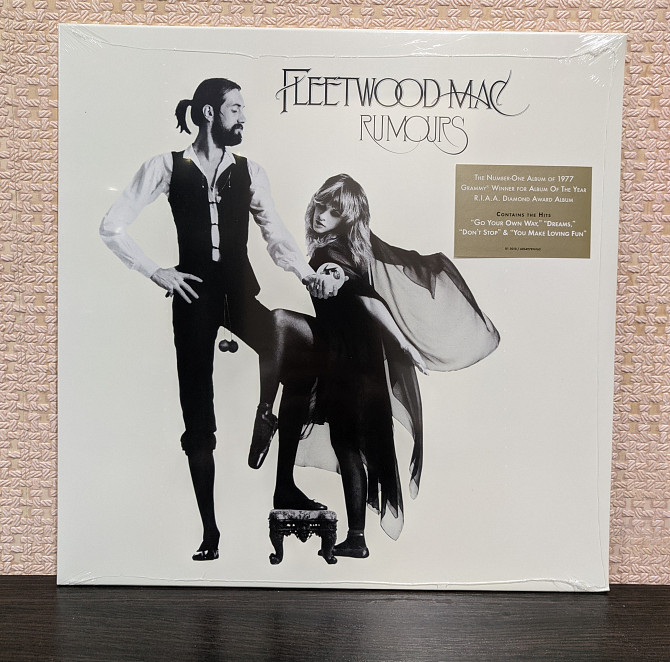 FLEETWOOD MAC
RUMOURS
THE NUMBER-ONE ALBUM OF 1977
GRAMMY® WINNER FOR ALBUM OF THE YEAR
R.I.A.A. DIAMOND AWARD ALBUM
CONTAINS THE HITS
"GO YOUR OWN WAY," "DREAMS,"
"DON'T STOP" & "YOU MAKE LOVING FUN"